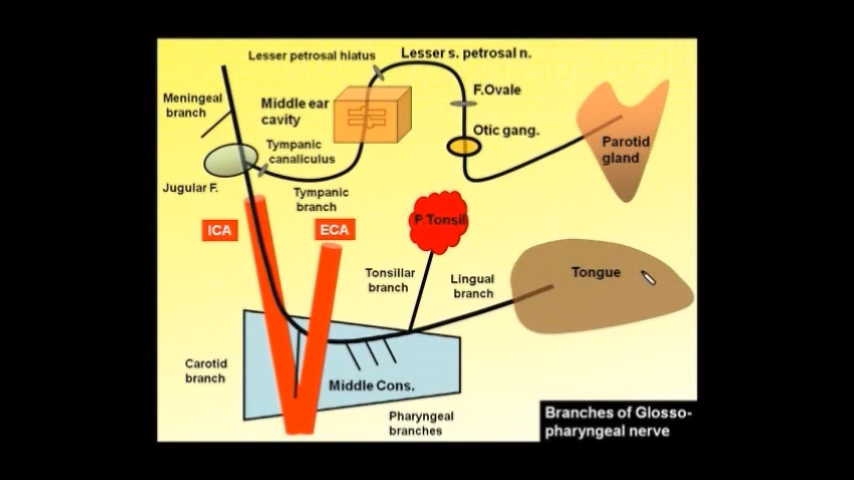 Lesser petrosal hiatus
Lesser s. petrosal n.
Meningeal
branch
Middle ear
cavity
F.Ovale
Otic gang.
Tympanic
canaliculus
Parotid
gland
Jugular F.
Tympanic
branch
ICA
ECA
P.Tonsil
Tonsillar
branch
Lingual
branch
Tongue
Carotid
branch
Middle Cons.
Pharyngeal
branches
Branches of Glosso-
pharyngeal nerve